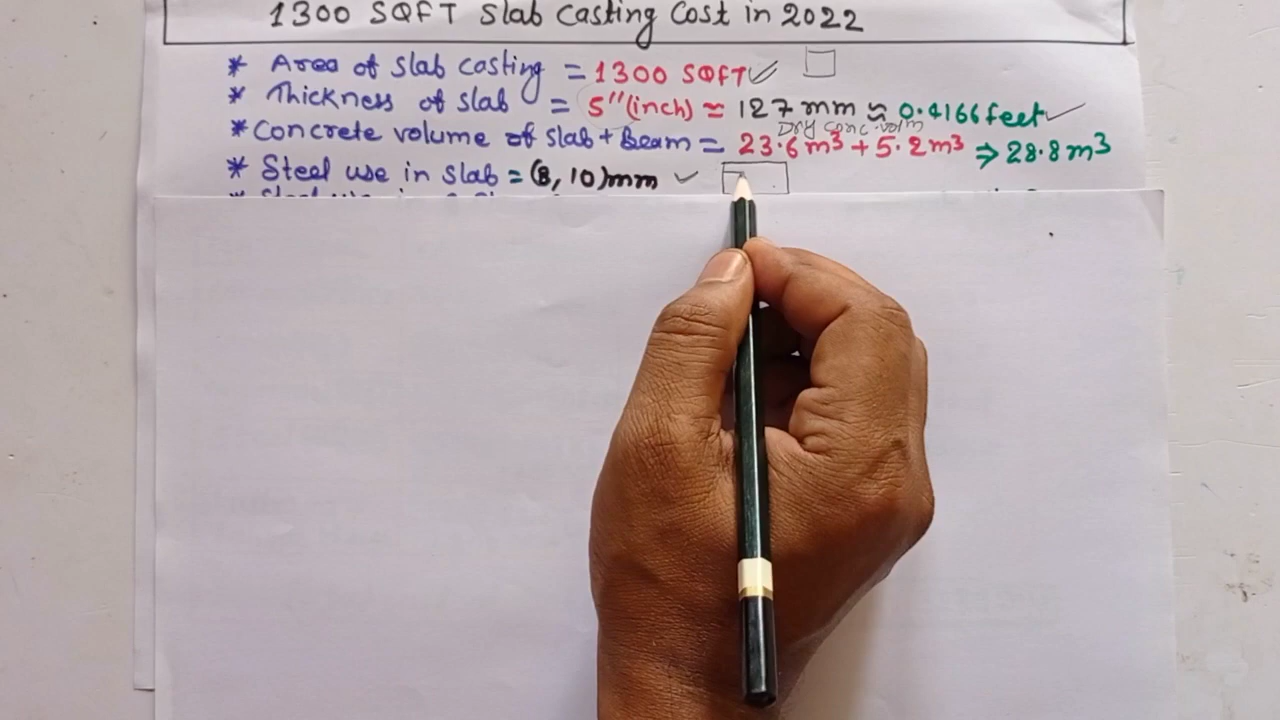 1300 SQFT Slab Casting Cost in 2022
* Area of slab casting = 1300 SQFT ✓
* Thickness of slab = 5"(inch) ≈ 127 mm ≈ 0.4166 feet ✓
Dry conc. volm
* Concrete volume of slab + Beam = 23.6 m³ + 5.2 m³ ⇒ 28.8 m³
* Steel use in slab = (8, 10)mm ✓